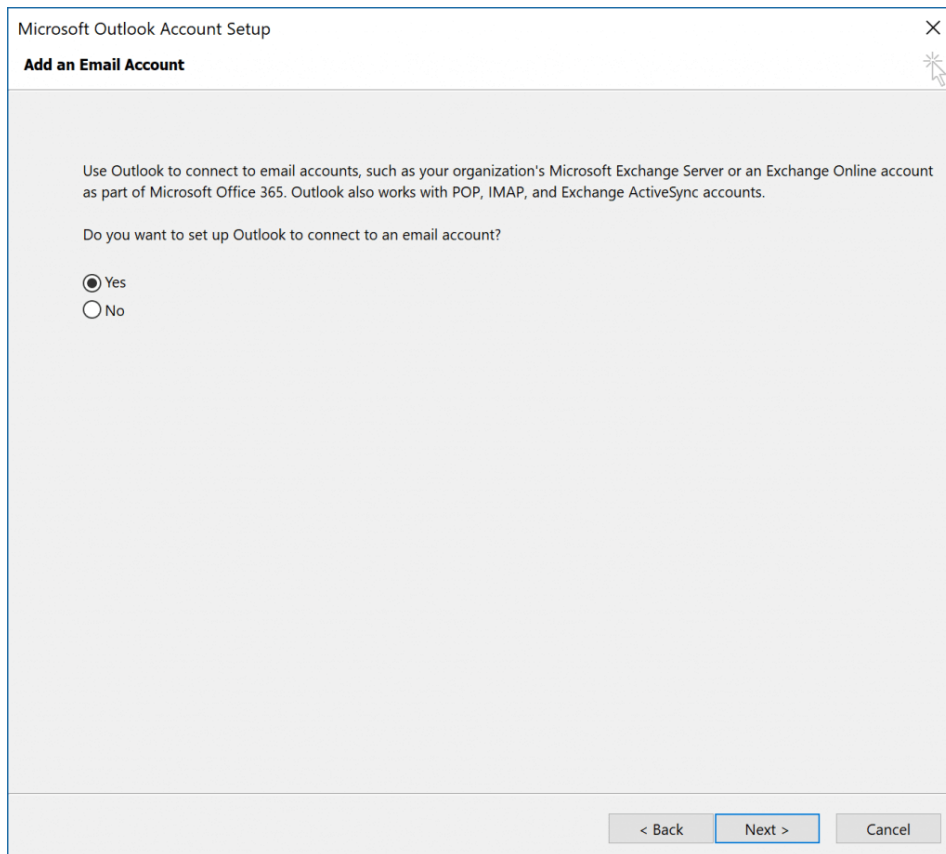 Microsoft Outlook Account Setup
Add an Email Account
Use Outlook to connect to email accounts, such as your organization's Microsoft Exchange Server or an Exchange Online account
as part of Microsoft Office 365. Outlook also works with POP, IMAP, and Exchange ActiveSync accounts.
Do you want to set up Outlook to connect to an email account?
Yes
No
< Back
Next >
Cancel